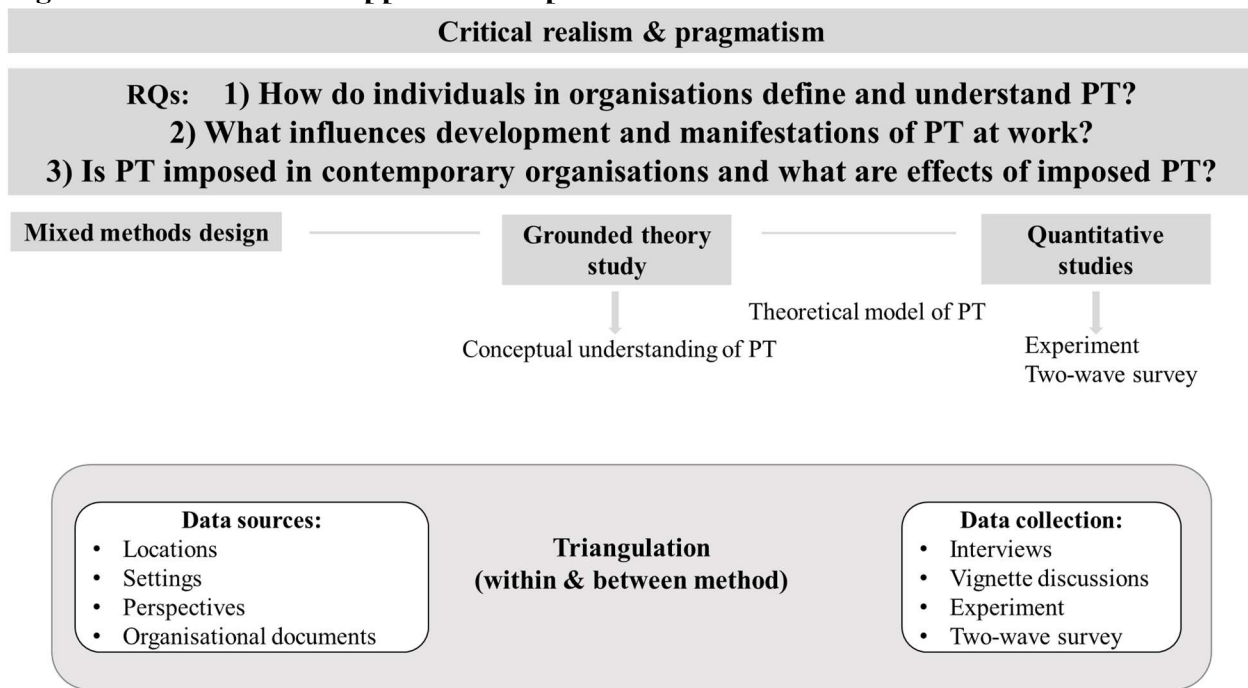 Critical realism & pragmatism
RQs: 1) How do individuals in organisations define and understand PT?
2) What influences development and manifestations of PT at work?
3) Is PT imposed in contemporary organisations and what are effects of imposed PT?
Mixed methods design
Grounded theory
study
Quantitative
studies
Theoretical model of PT
Conceptual understanding of PT
Experiment
Two-wave survey
Data sources:
• Locations
• Settings
• Perspectives
• Organisational documents
Triangulation
(within & between method)
Data collection:
• Interviews
• Vignette discussions
• Experiment
• Two-wave survey